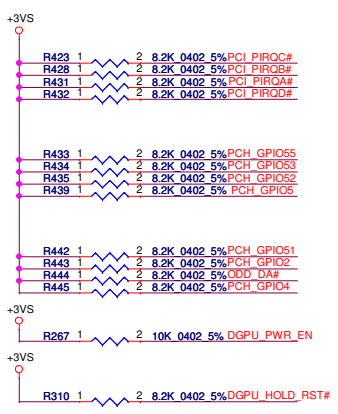 +3VS
R423 1 2 8.2K_0402_5% PCI_PIRQC#
R428 1 2 8.2K_0402_5% PCI_PIRQB#
R431 1 2 8.2K_0402_5% PCI_PIRQA#
R432 1 2 8.2K_0402_5% PCI_PIRQD#
R433 1 2 8.2K_0402_5% PCH_GPIO55
R434 1 2 8.2K_0402_5% PCH_GPIO53
R435 1 2 8.2K_0402_5% PCH_GPIO52
R439 1 2 8.2K_0402_5% PCH_GPIO5
R442 1 2 8.2K_0402_5% PCH_GPIO51
R443 1 2 8.2K_0402_5% PCH_GPIO2
R444 1 2 8.2K_0402_5% ODD_DA#
R445 1 2 8.2K_0402_5% PCH_GPIO4
+3VS
R267 1 2 10K_0402_5% DGPU_PWR_EN
+3VS
R310 1 2 8.2K_0402_5% DGPU_HOLD_RST#